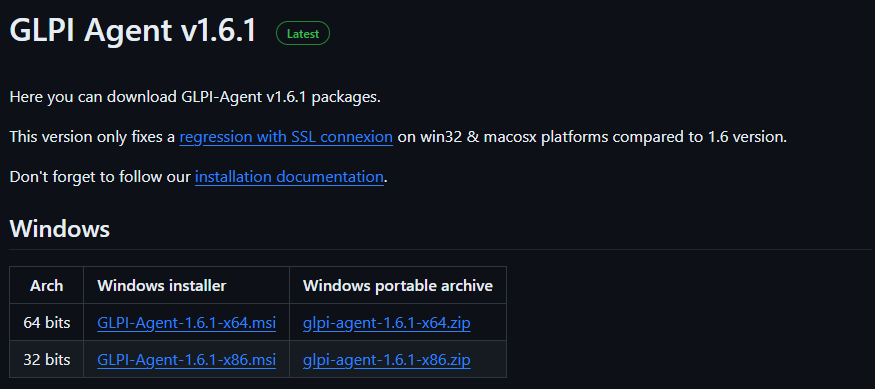 GLPI Agent v1.6.1 Latest
Here you can download GLPI-Agent v1.6.1 packages.
This version only fixes a regression with SSL connexion on win32 & macosx platforms compared to 1.6 version.
Don't forget to follow our installation documentation.
Windows
Arch Windows installer Windows portable archive
64 bits GLPI-Agent-1.6.1-x64.msi glpi-agent-1.6.1-x64.zip
32 bits GLPI-Agent-1.6.1-x86.msi glpi-agent-1.6.1-x86.zip